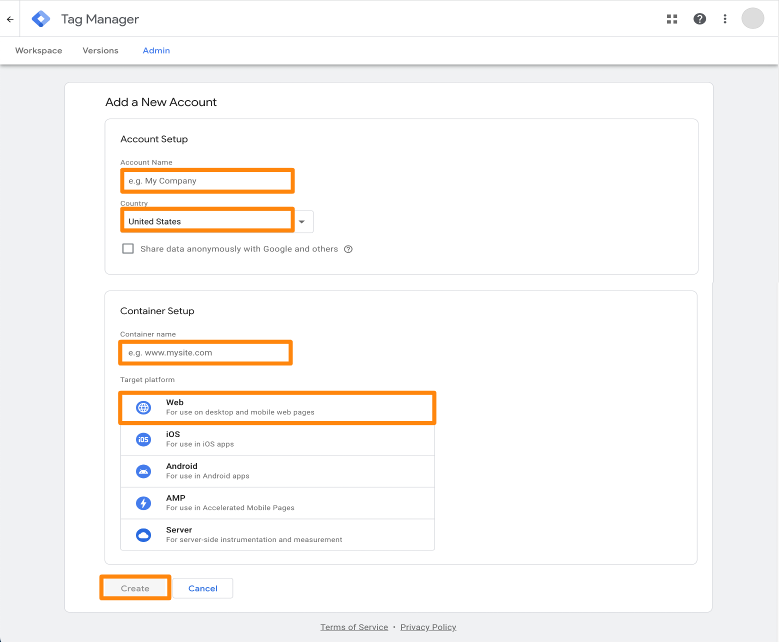 Tag Manager
Workspace Versions Admin
Add a New Account
Account Setup
Account Name
e.g. My Company
Country
United States
Share data anonymously with Google and others
Container Setup
Container name
e.g. www.mysite.com
Target platform
Web
For use on desktop and mobile web pages
iOS
iOS
For use in iOS apps
Android
For use in Android apps
AMP
For use in Accelerated Mobile Pages
Server
For server-side instrumentation and measurement
Create Cancel
Terms of Service • Privacy Policy